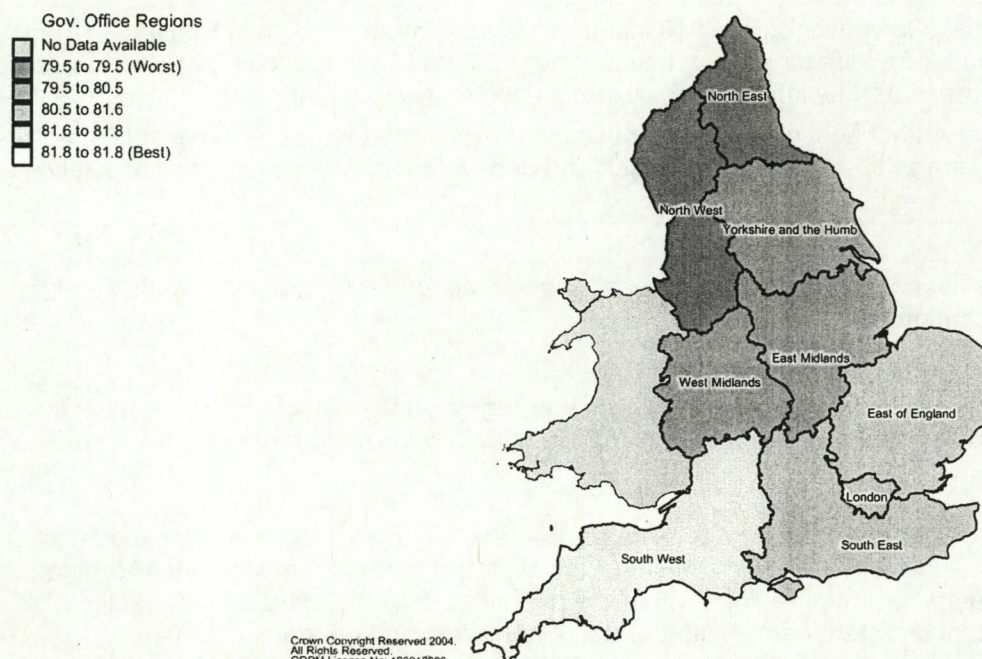 Gov. Office Regions
No Data Available
79.5 to 79.5 (Worst)
79.5 to 80.5
80.5 to 81.6
81.6 to 81.8
81.8 to 81.8 (Best)
North East
North West
Yorkshire and the Humb
East Midlands
West Midlands
East of England
London
South East
South West
Crown Copyright Reserved 2004.
All Rights Reserved.